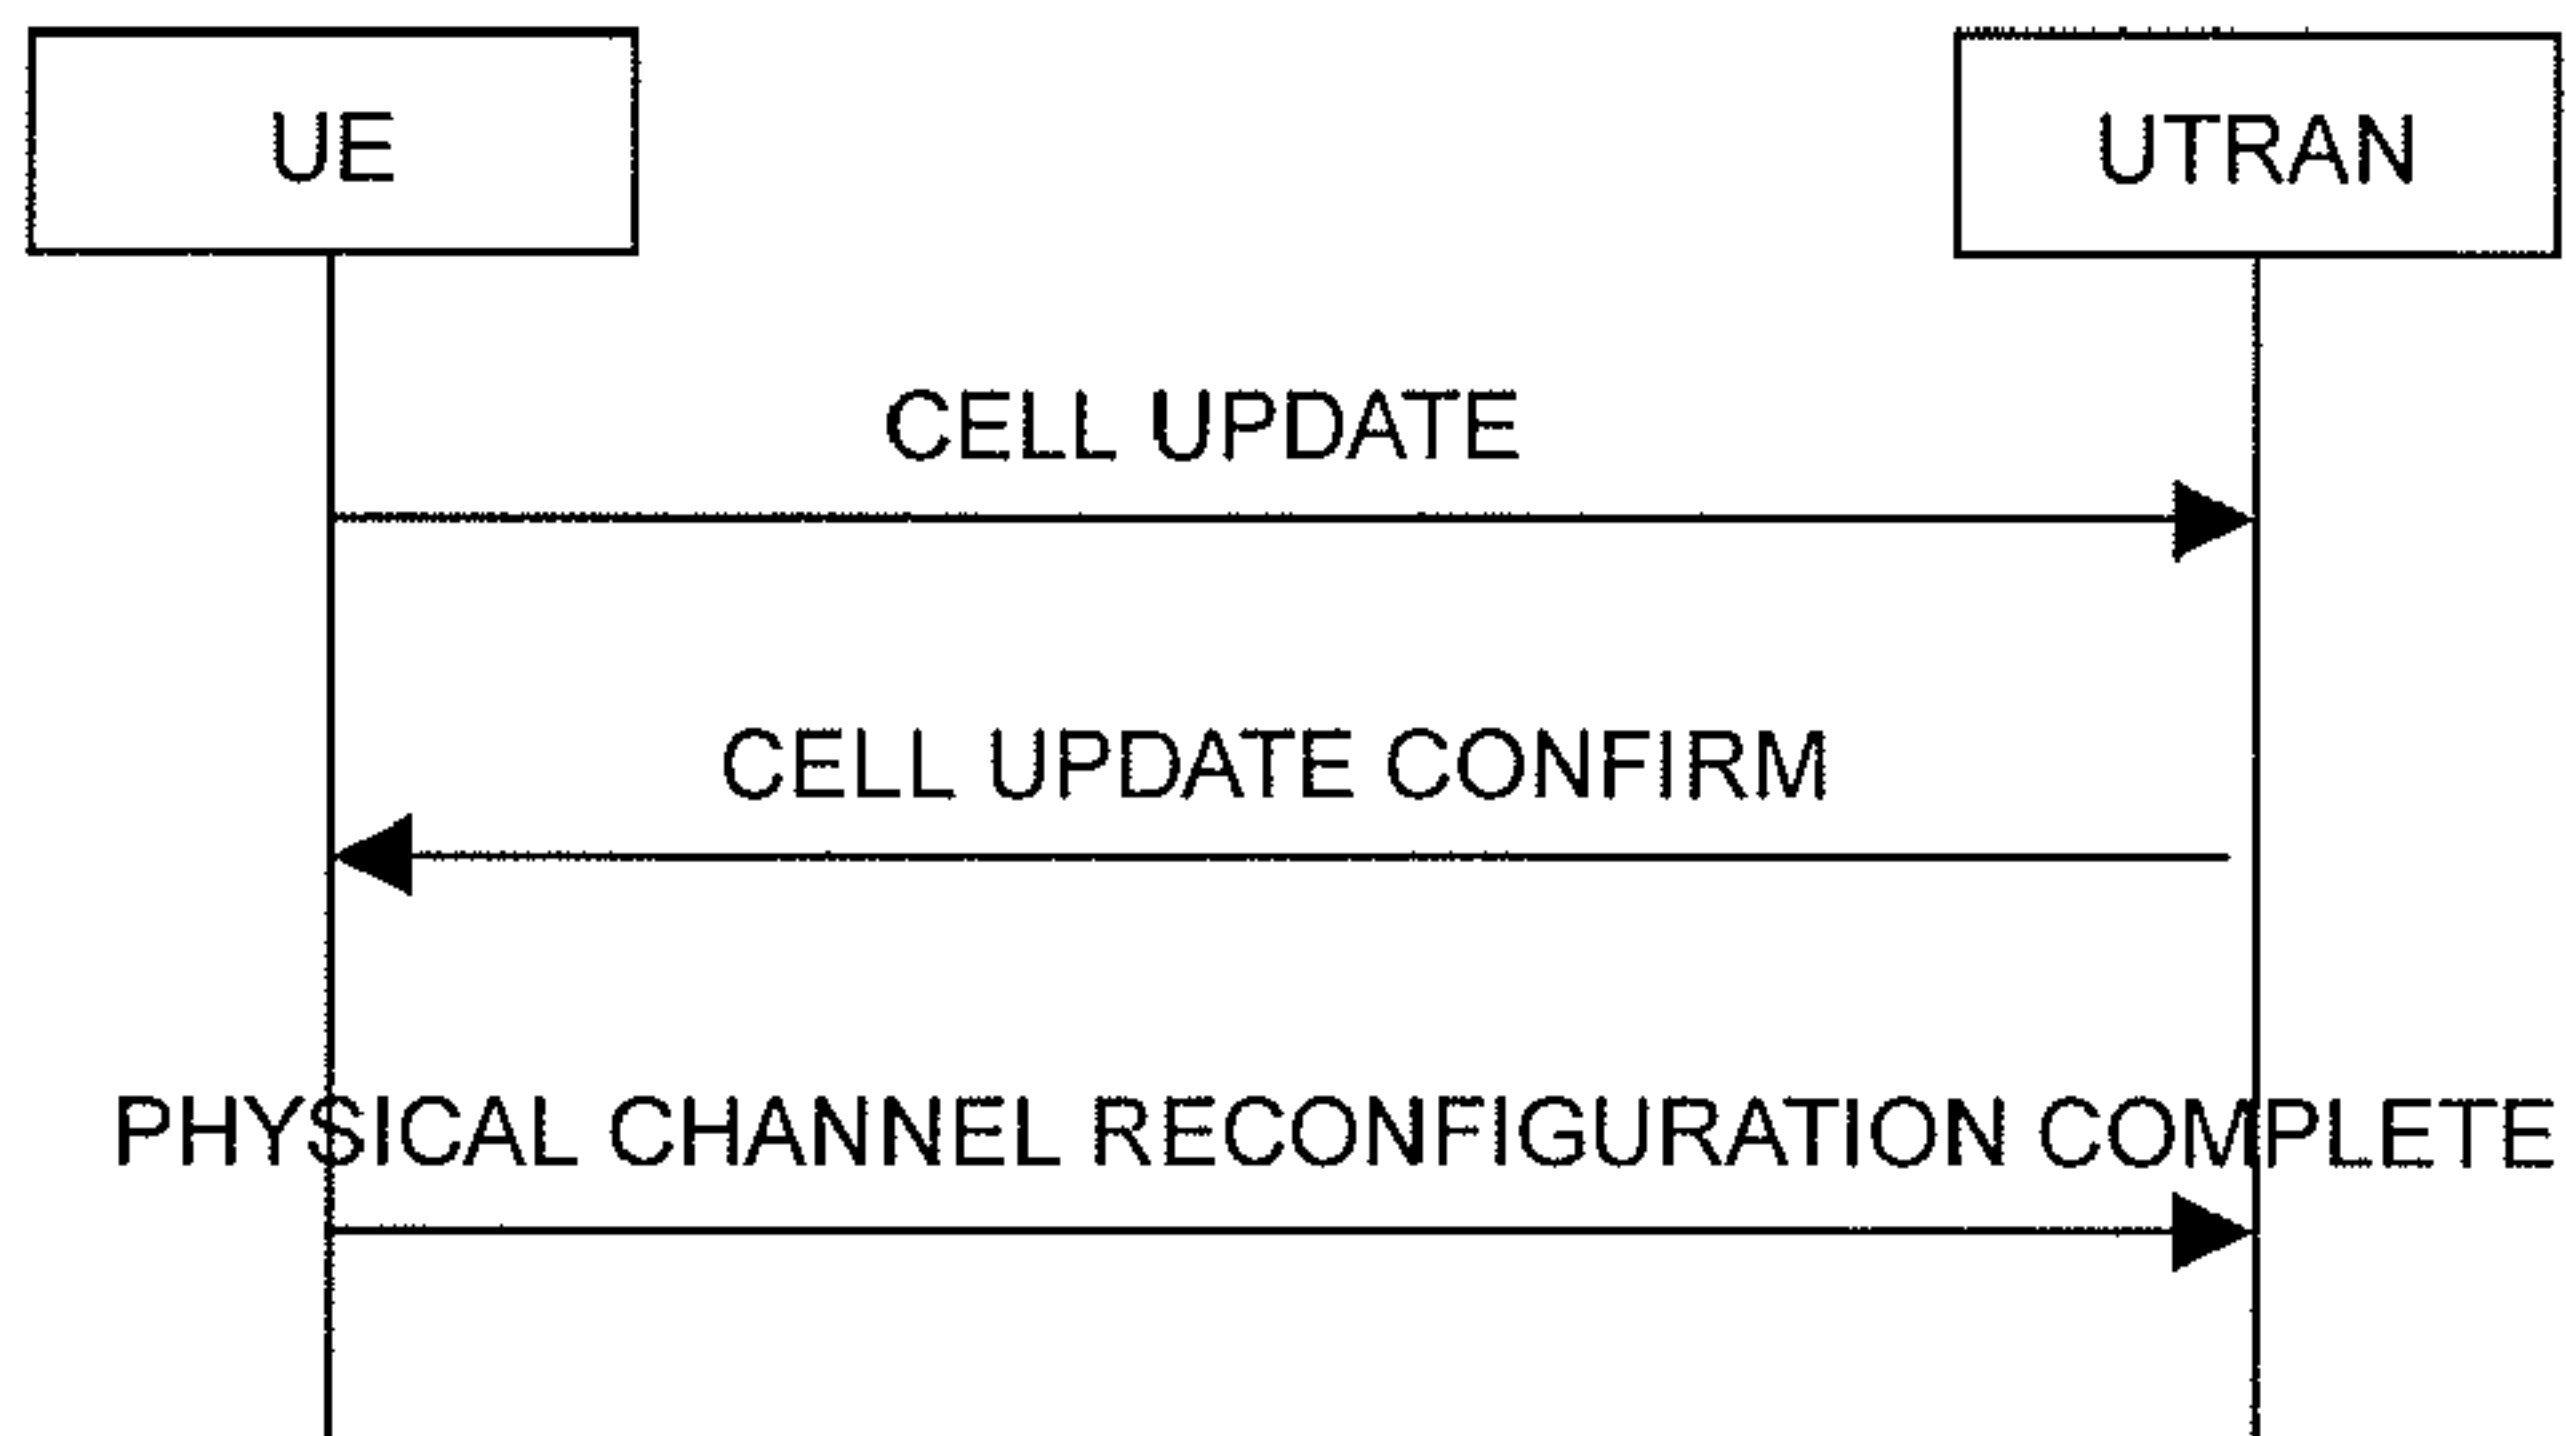 UE
UTRAN
CELL UPDATE
CELL UPDATE CONFIRM
PHYSICAL CHANNEL RECONFIGURATION COMPLETE